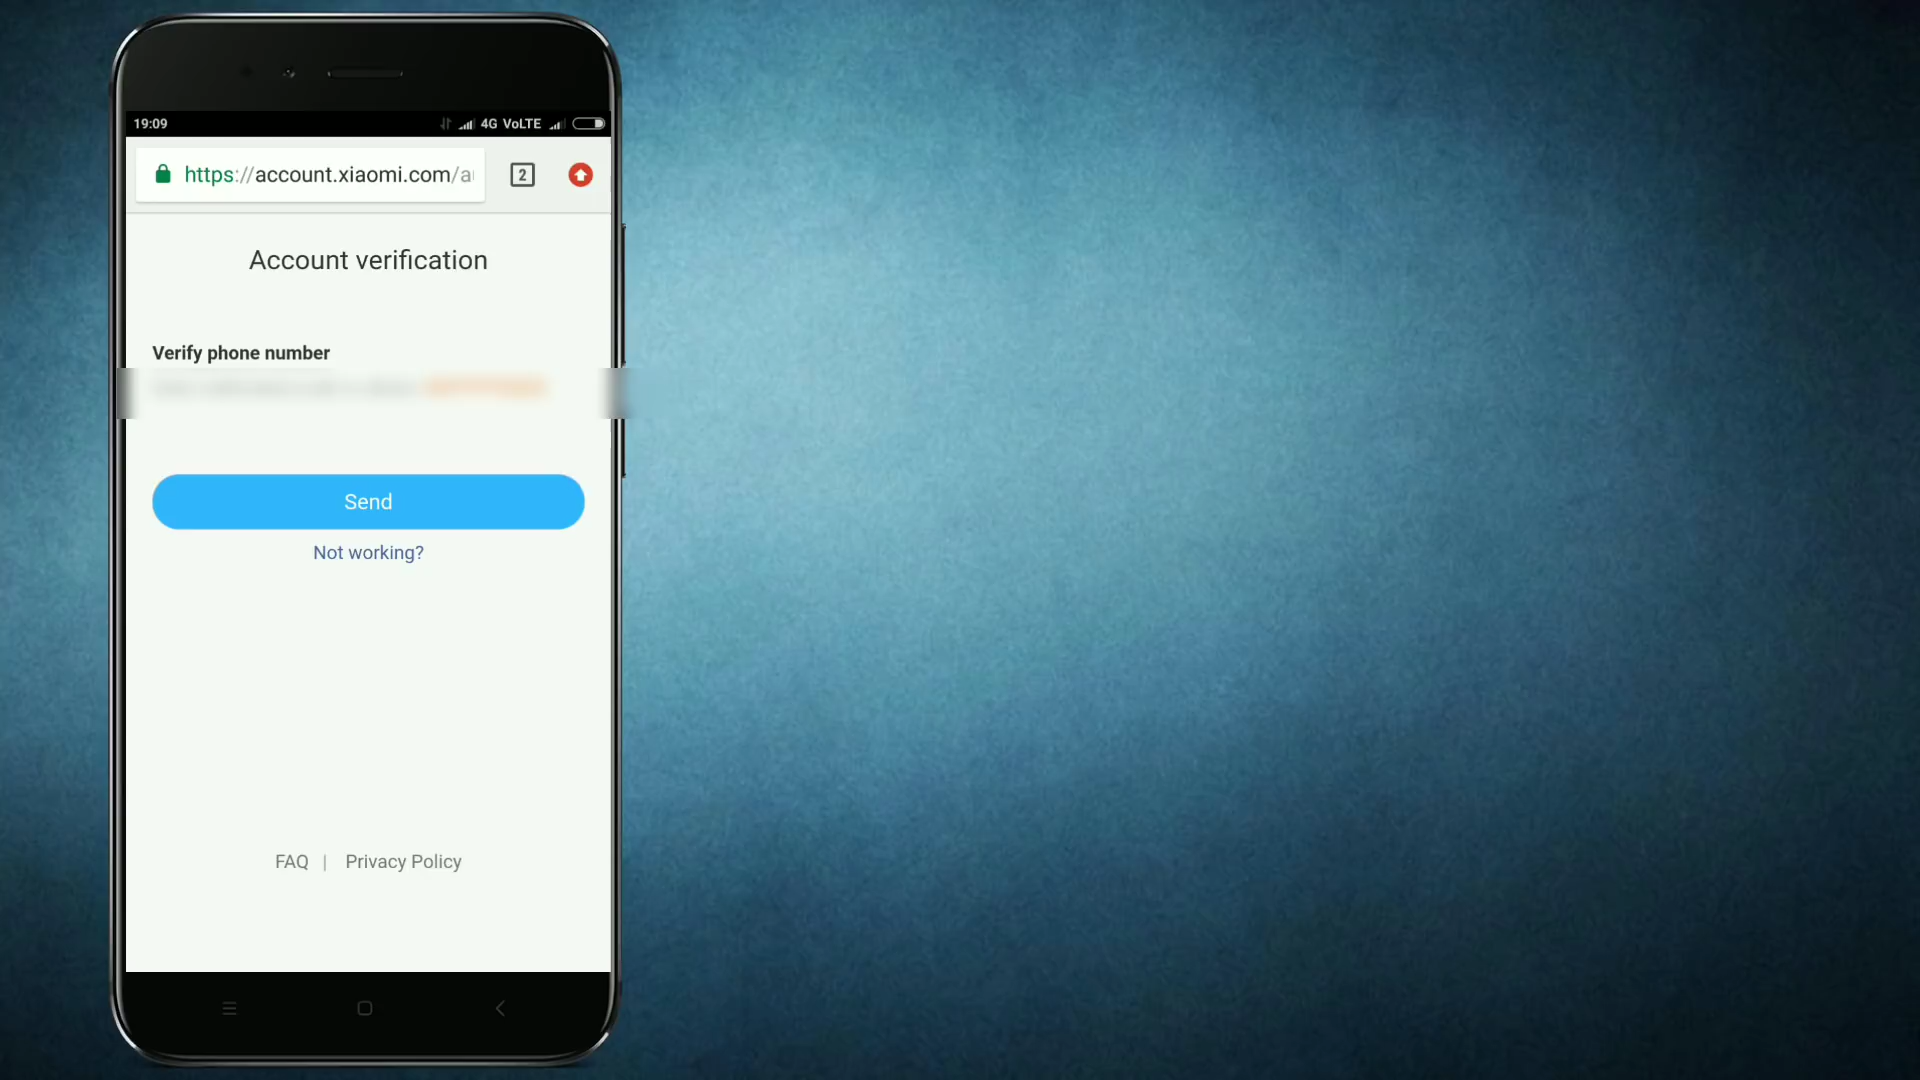 19:09 4G VoLTE
https://account.xiaomi.com/a
2
Account verification
Verify phone number
Send
Not working?
FAQ | Privacy Policy